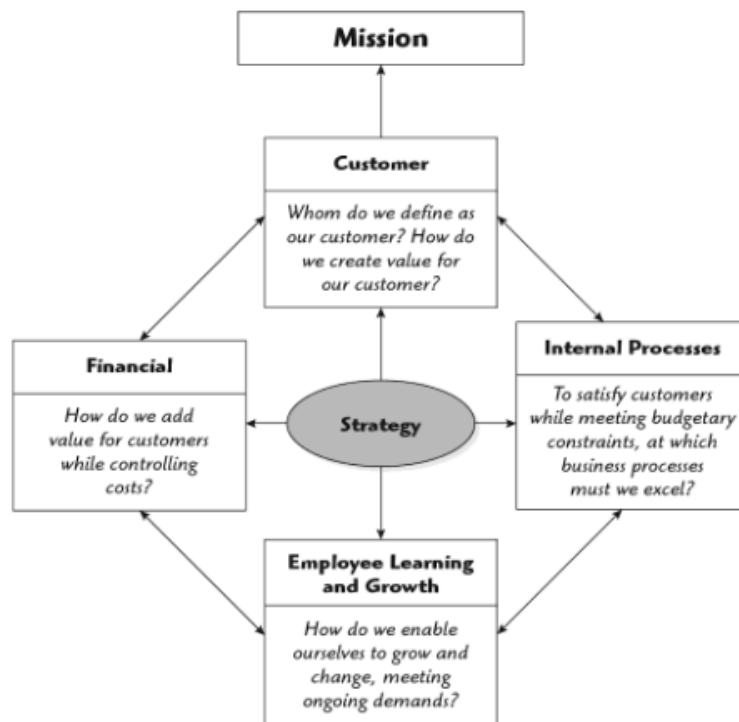 Mission
Customer
Whom do we define as
our customer? How do
we create value for
our customer?
Financial
How do we add
value for customers
while controlling
costs?
Strategy
Internal Processes
To satisfy customers
while meeting budgetary
constraints, at which
business processes
must we excel?
Employee Learning
and Growth
How do we enable
ourselves to grow and
change, meeting
ongoing demands?